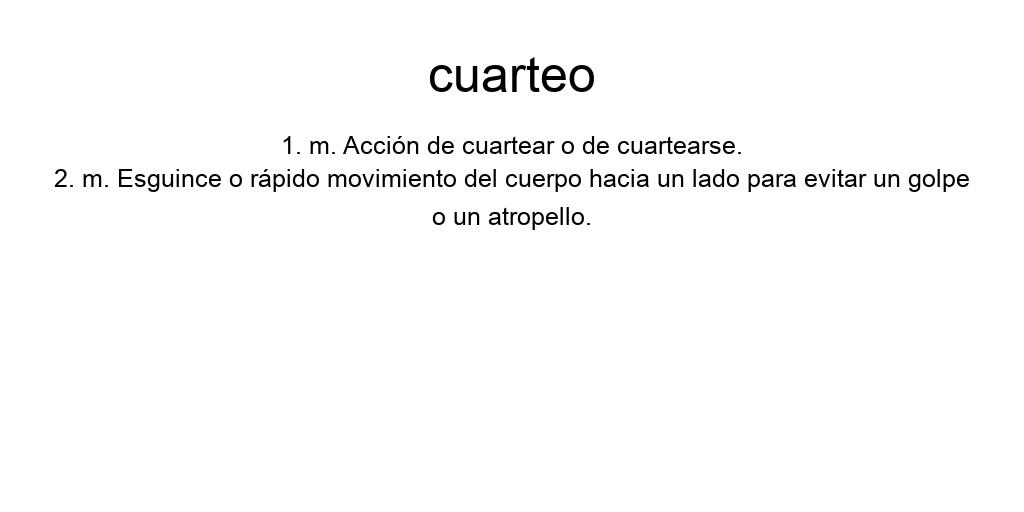 cuarteo
1. m. Acción de cuartear o de cuartearse.
2. m. Esguince o rápido movimiento del cuerpo hacia un lado para evitar un golpe
o un atropello.